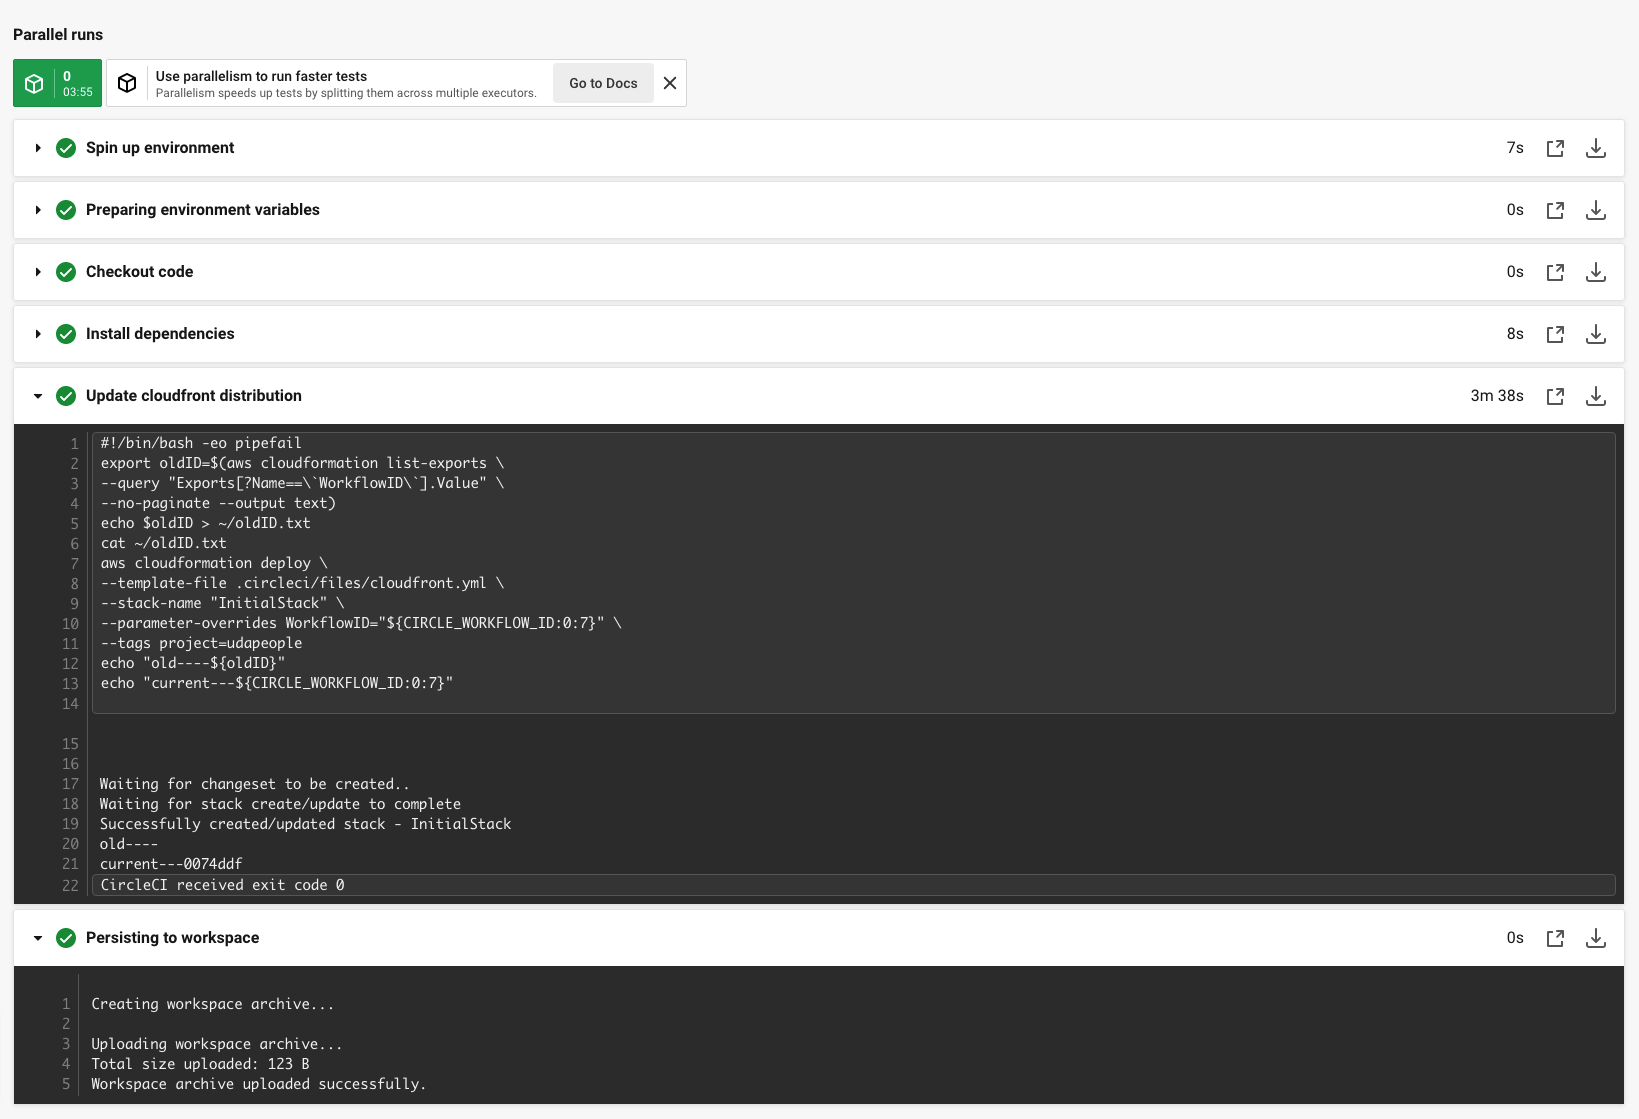 Parallel runs
0
03:55
Use parallelism to run faster tests
Parallelism speeds up tests by splitting them across multiple executors.
Go to Docs
Spin up environment 7s
Preparing environment variables 0s
Checkout code 0s
Install dependencies 8s
Update cloudfront distribution 3m 38s
1 #!/bin/bash -eo pipefail
2 export oldID=$(aws cloudformation list-exports \
3 --query "Exports[?Name==\`WorkflowID\`].Value" \
4 --no-paginate --output text)
5 echo $oldID > ~/oldID.txt
6 cat ~/oldID.txt
7 aws cloudformation deploy \
8 --template-file .circleci/files/cloudfront.yml \
9 --stack-name "InitialStack" \
10 --parameter-overrides WorkflowID="${CIRCLE_WORKFLOW_ID:0:7}" \
11 --tags project=udapeople
12 echo "old----${oldID}"
13 echo "current---${CIRCLE_WORKFLOW_ID:0:7}"
14
15
16
17 Waiting for changeset to be created..
18 Waiting for stack create/update to complete
19 Successfully created/updated stack - InitialStack
20 old----
21 current---0074ddf
22 CircleCI received exit code 0
Persisting to workspace 0s
1 Creating workspace archive...
2
3 Uploading workspace archive...
4 Total size uploaded: 123 B
5 Workspace archive uploaded successfully.